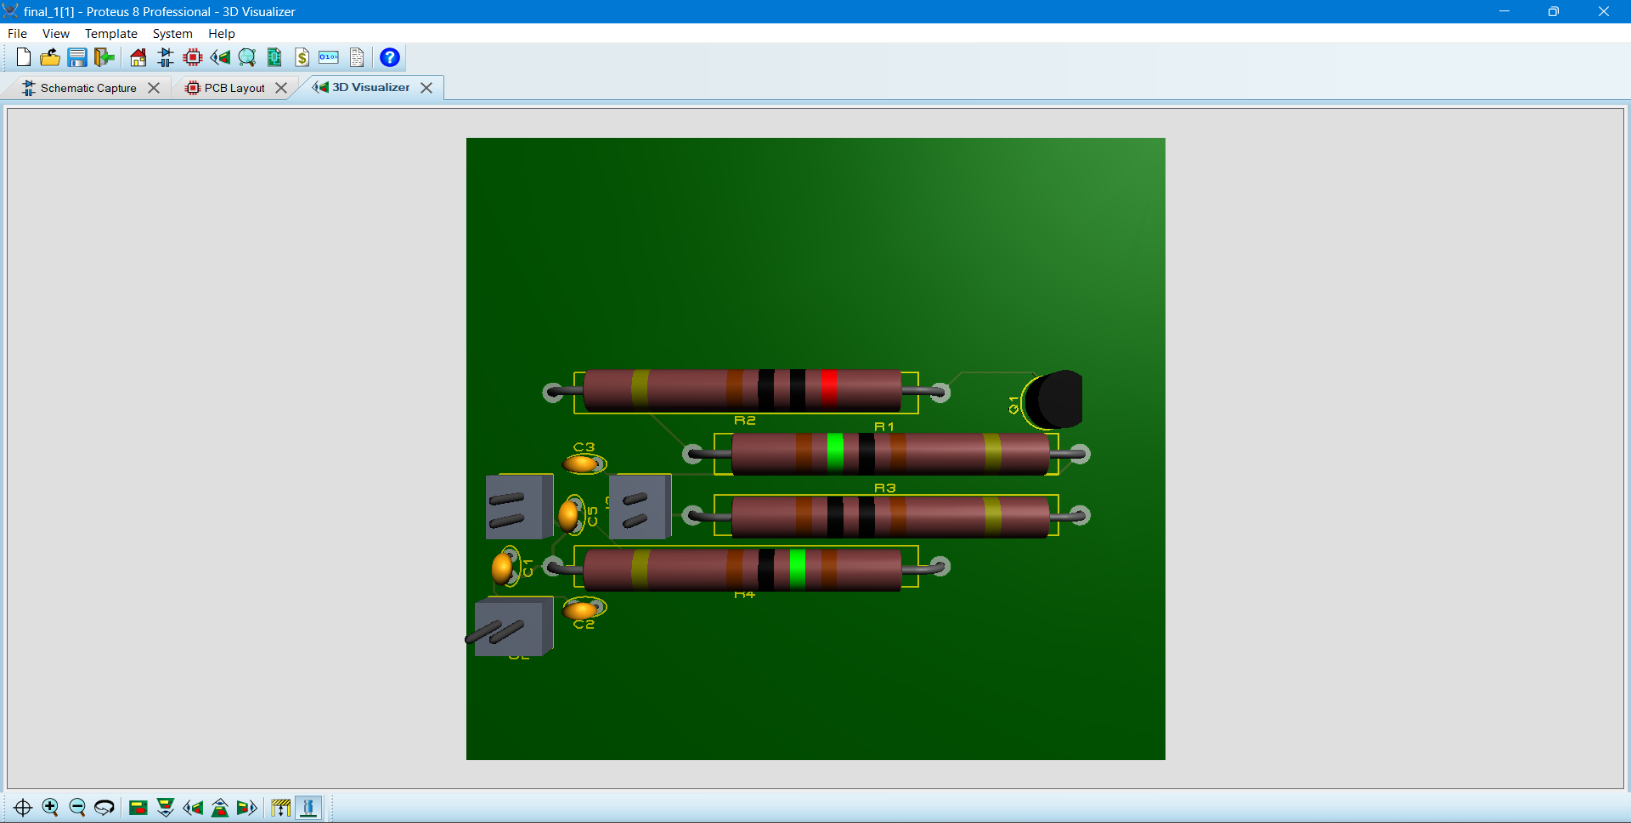 final_1[1] - Proteus 8 Professional - 3D Visualizer
File View Template System Help
$ 0101 ?
Schematic Capture PCB Layout 3D Visualizer
R2
Q1
R1
C3
R3
C5
C1
R4
C2